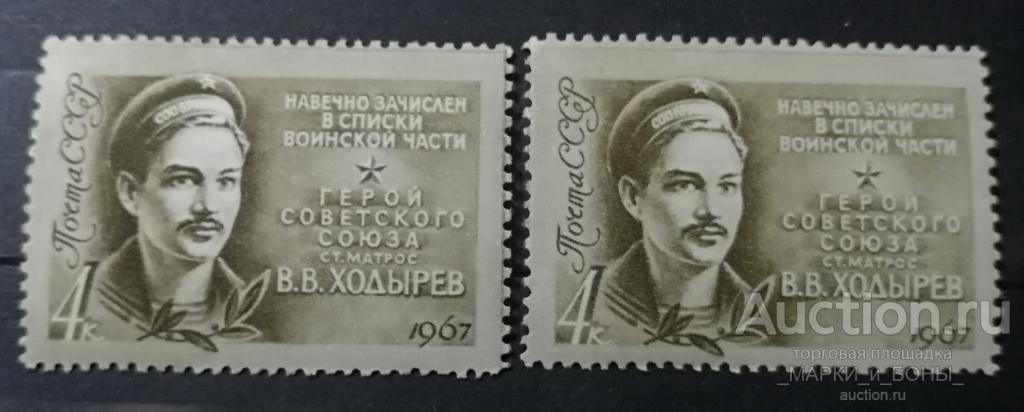 Почта СССР
НАВЕЧНО ЗАЧИСЛЕН
В СПИСКИ
ВОИНСКОЙ ЧАСТИ
ГЕРОЙ
СОВЕТСКОГО
СОЮЗА
СТ. МАТРОС
В.В. ХОДЫРЕВ
4к
1967
Почта СССР
НАВЕЧНО ЗАЧИСЛЕН
В СПИСКИ
ВОИНСКОЙ ЧАСТИ
ГЕРОЙ
СОВЕТСКОГО
СОЮЗА
СТ. МАТРОС
В.В. ХОДЫРЕВ
4к
1967
Auction.ru
торговая площадка
_МАРКИ_и_БОНЫ_
auction.ru